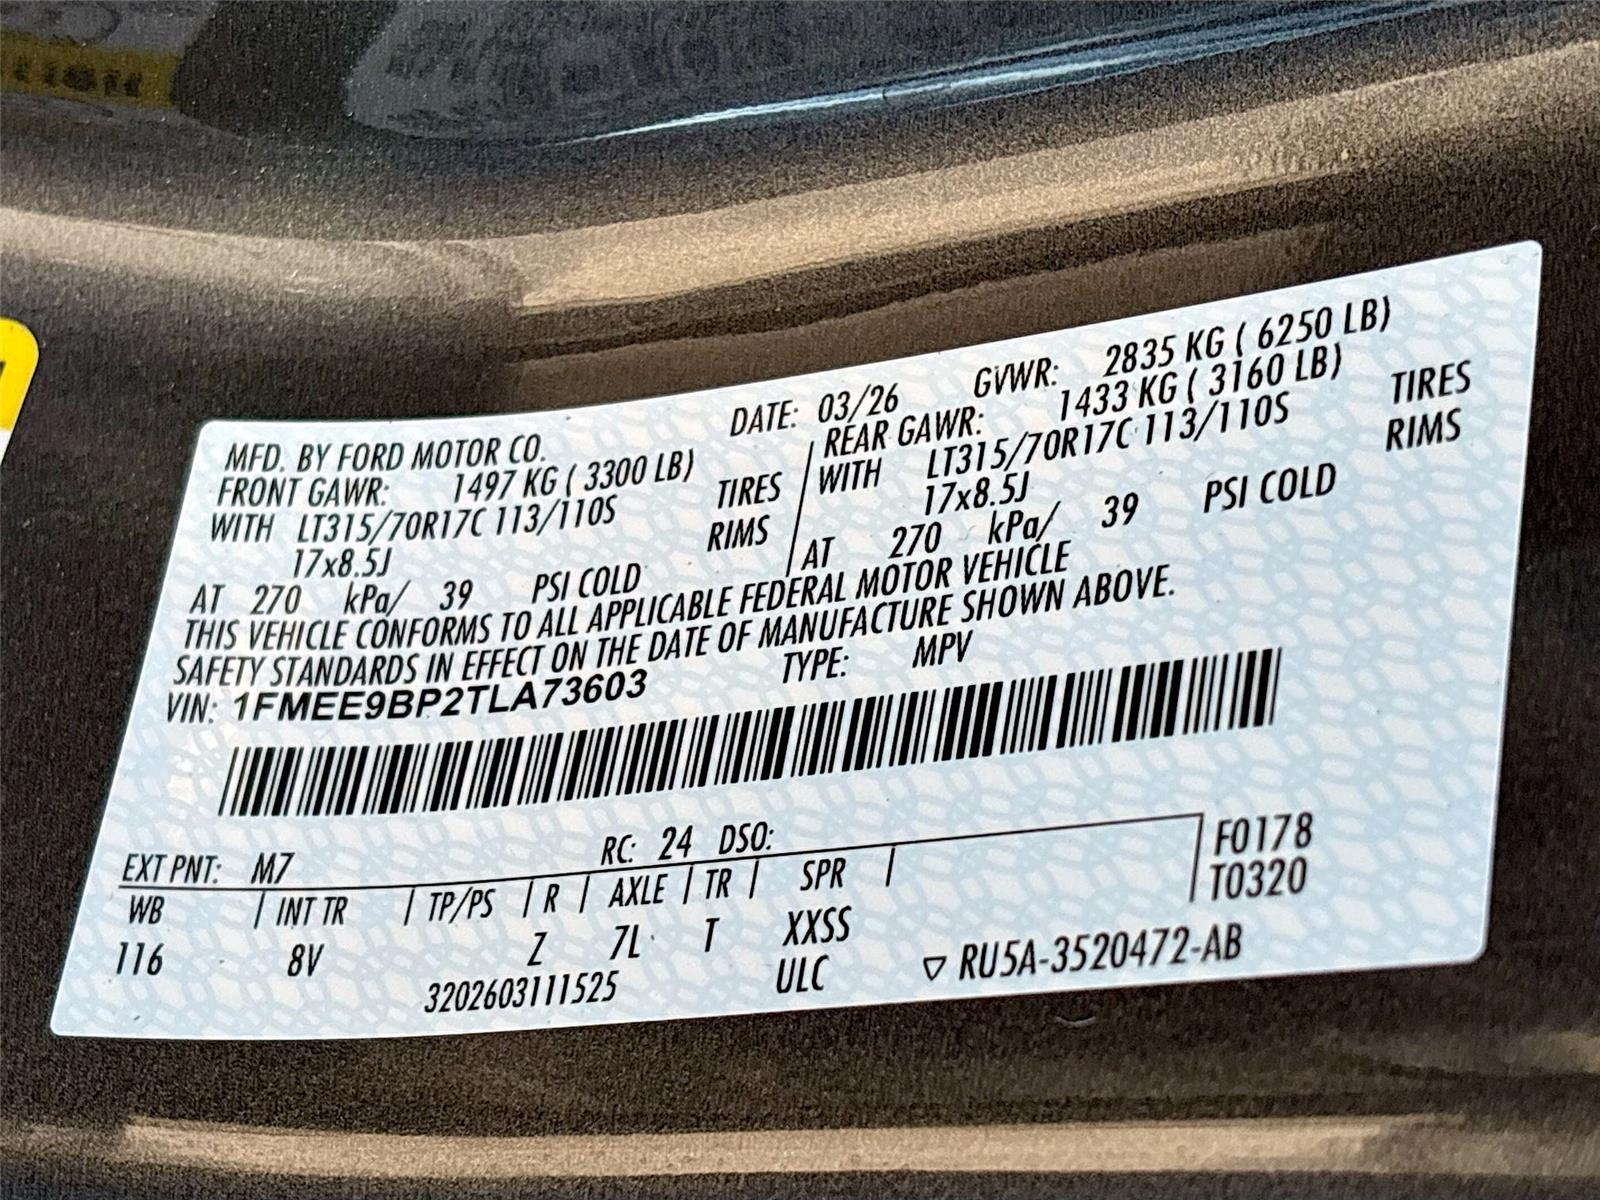 MFD. BY FORD MOTOR CO. DATE: 03/26 GVWR: 2835 KG ( 6250 LB)
FRONT GAWR: 1497 KG ( 3300 LB)
WITH LT315/70R17C 113/110S TIRES
17x8.5J RIMS
AT 270 kPa/ 39 PSI COLD
REAR GAWR: 1433 KG ( 3160 LB)
WITH LT315/70R17C 113/110S TIRES
17x8.5J RIMS
AT 270 kPa/ 39 PSI COLD
THIS VEHICLE CONFORMS TO ALL APPLICABLE FEDERAL MOTOR VEHICLE
SAFETY STANDARDS IN EFFECT ON THE DATE OF MANUFACTURE SHOWN ABOVE.
VIN: 1FMEE9BP2TLA73603 TYPE: MPV
EXT PNT: M7 RC: 24 DSO: F0178
WB | INT TR | TP/PS | R | AXLE | TR | SPR | T0320
116 8V Z 7L T XXSS
3202603111525 ULC ▽ RU5A-3520472-AB